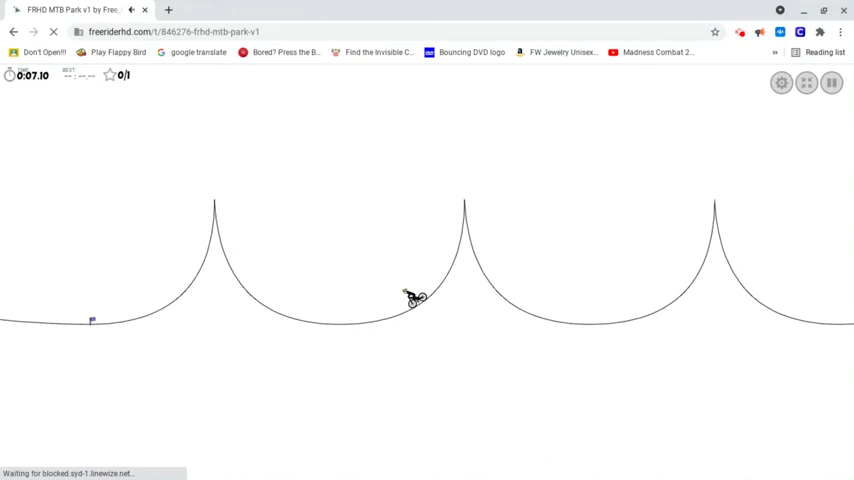 FRHD MTB Park v1 by Free_
freeriderhd.com/t/846276-frhd-mtb-park-v1
Don't Open!!! Play Flappy Bird google translate Bored? Press the B... Find the Invisible C... Bouncing DVD logo FW Jewelry Unisex... Madness Combat 2... » Reading list
TIME: BEST:
0:07.10 -- : --.-- 0/1
Waiting for blocked.syd-1.linewize.net...